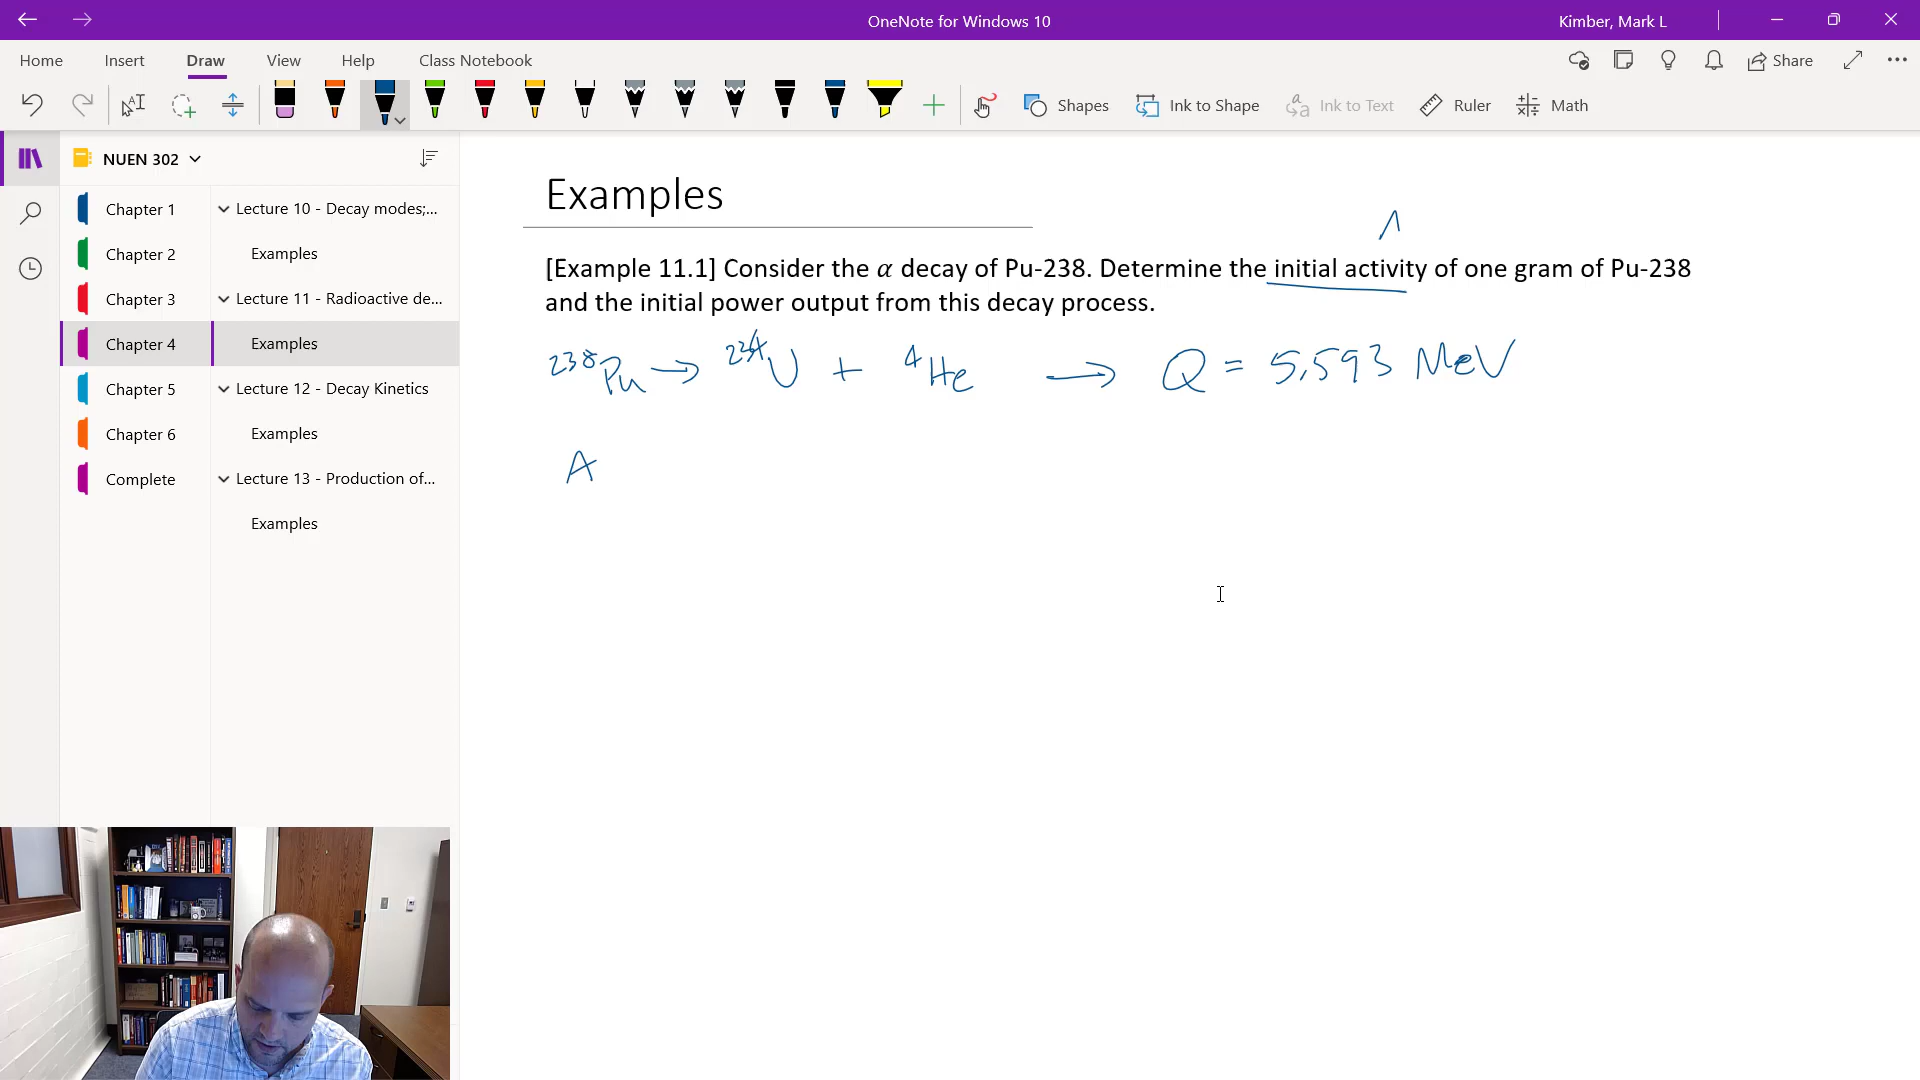 OneNote for Windows 10
Kimber, Mark L
Home Insert Draw View Help Class Notebook
Share
Shapes Ink to Shape Ink to Text Ruler Math
NUEN 302
Chapter 1
Chapter 2
Chapter 3
Chapter 4
Chapter 5
Chapter 6
Complete
Lecture 10 - Decay modes;...
Examples
Lecture 11 - Radioactive de...
Examples
Lecture 12 - Decay Kinetics
Examples
Lecture 13 - Production of...
Examples
Examples
[Example 11.1] Consider the α decay of Pu-238. Determine the initial activity of one gram of Pu-238
and the initial power output from this decay process.
²³⁸Pu → ²³⁴U + ⁴He → Q = 5.593 MeV
A